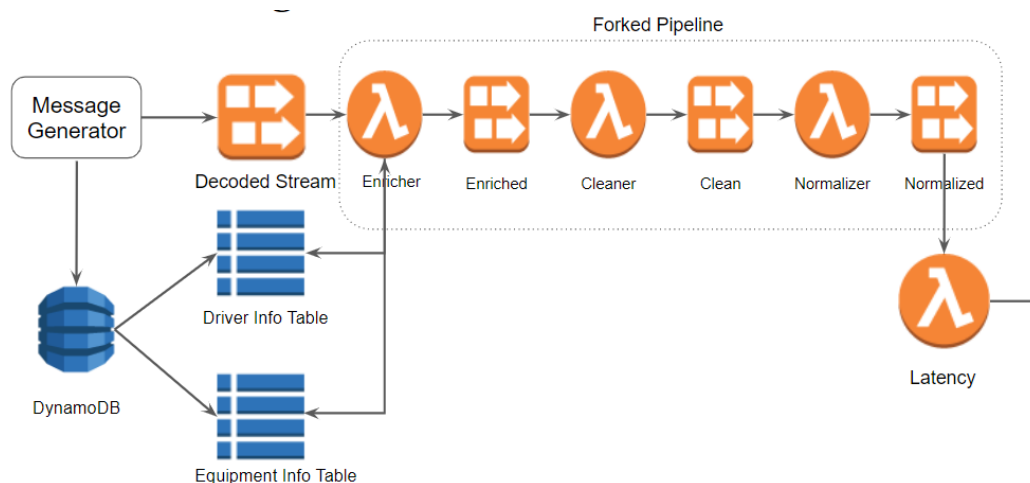 Forked Pipeline
Message
Generator
Decoded Stream
Enricher
Enriched
Cleaner
Clean
Normalizer
Normalized
Driver Info Table
DynamoDB
Latency
Equipment Info Table